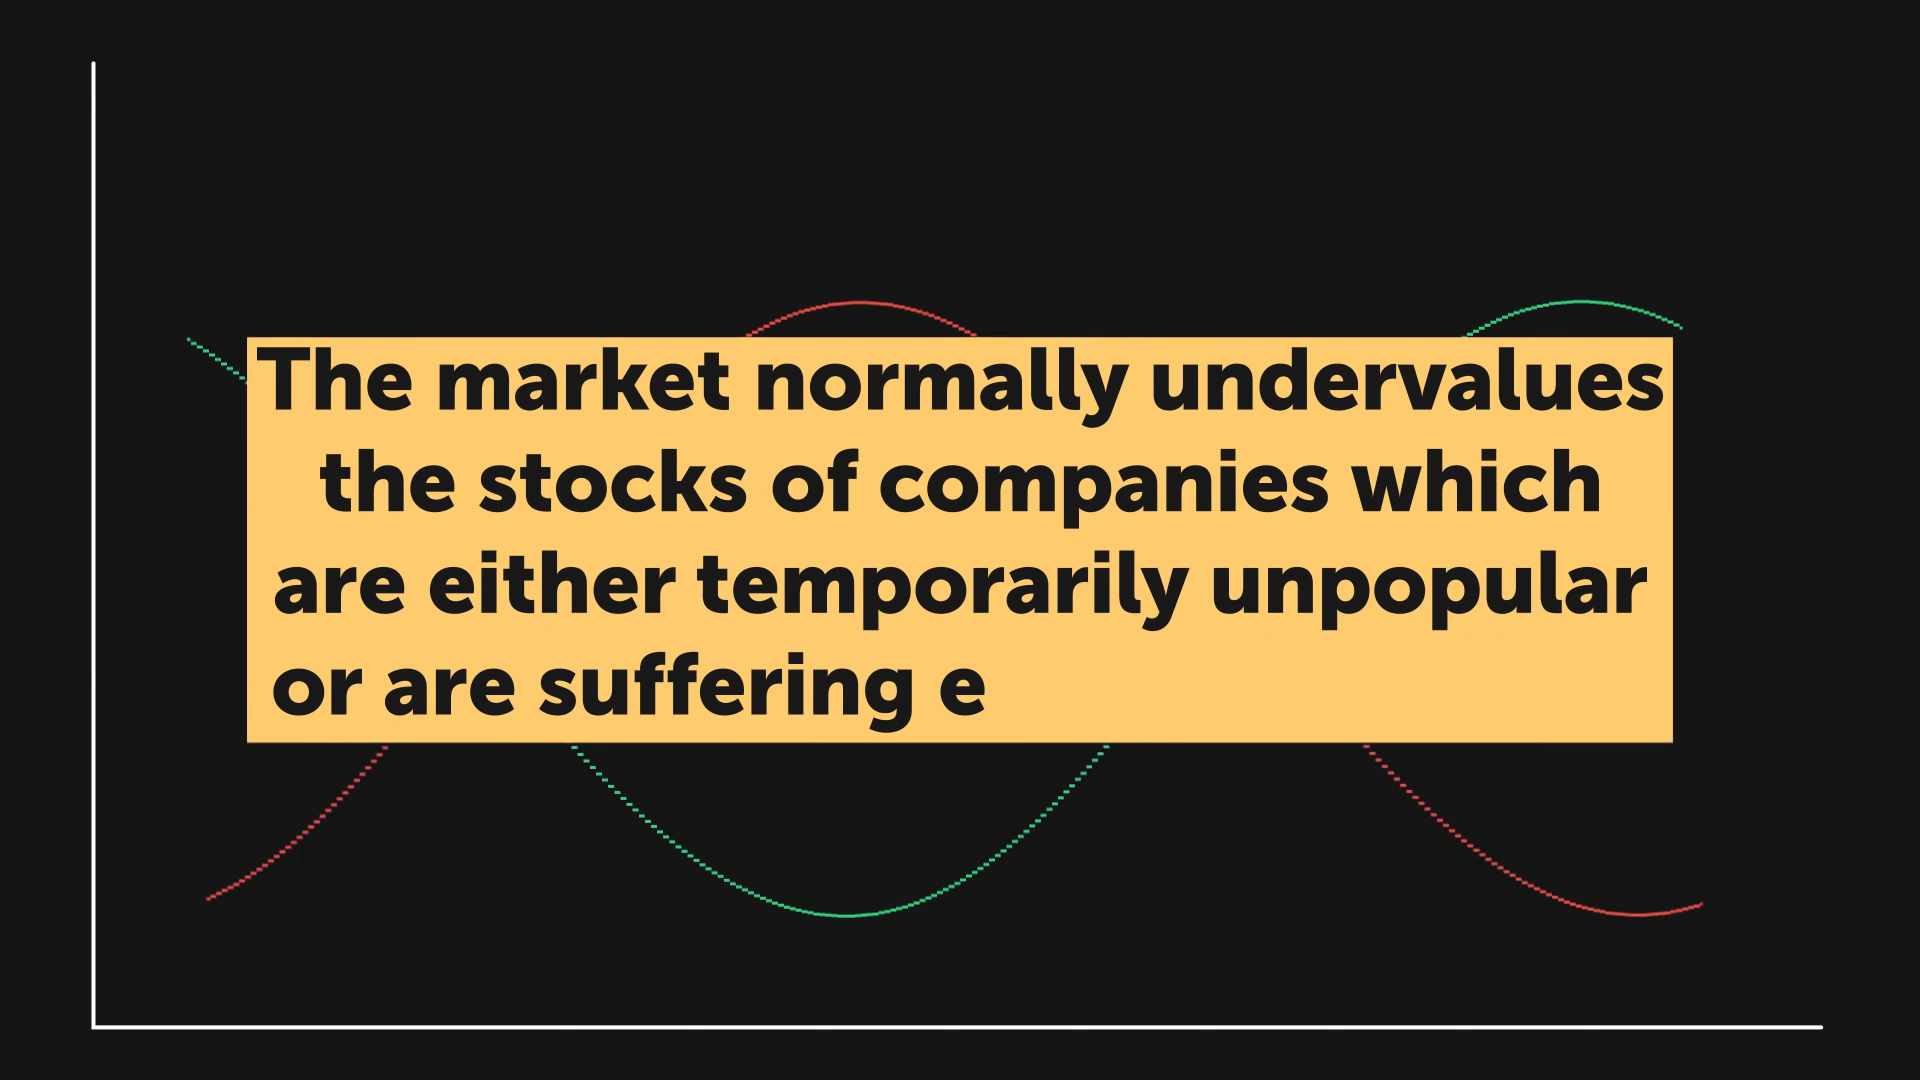 The market normally undervalues
the stocks of companies which
are either temporarily unpopular
or are suffering e